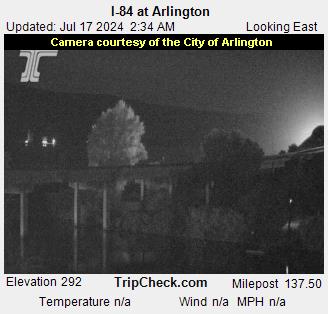 I-84 at Arlington
Updated: Jul 17 2024 2:34 AM Looking East
Camera courtesy of the City of Arlington
Elevation 292 TripCheck.com Milepost 137.50
Temperature n/a Wind n/a MPH n/a